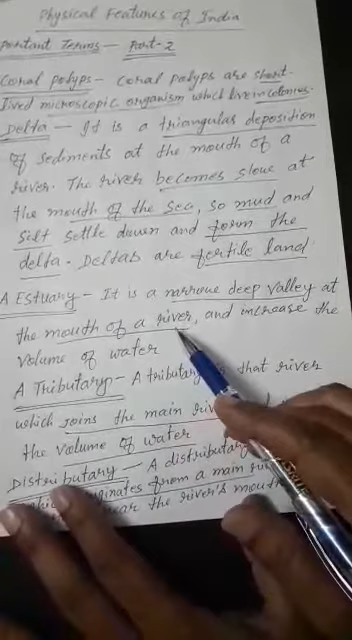 Physical Features of India
portant Terms - Part-2
Coral polyps - Coral polyps are short-
lived microscopic organism which live in colonies.
Delta - It is a triangular deposition
of sediments at the mouth of a
river. The river becomes slow at
the mouth of the sea, so mud and
silt settle down and form the
delta. Deltas are fertile land.
A Estuary - It is a narrow deep valley at
the mouth of a river, and increase the
volume of water
A Tributary - A tributary is that river
which joins the main
the volume of water
Distributary - A distributary
originates from a main
near the river's mouth